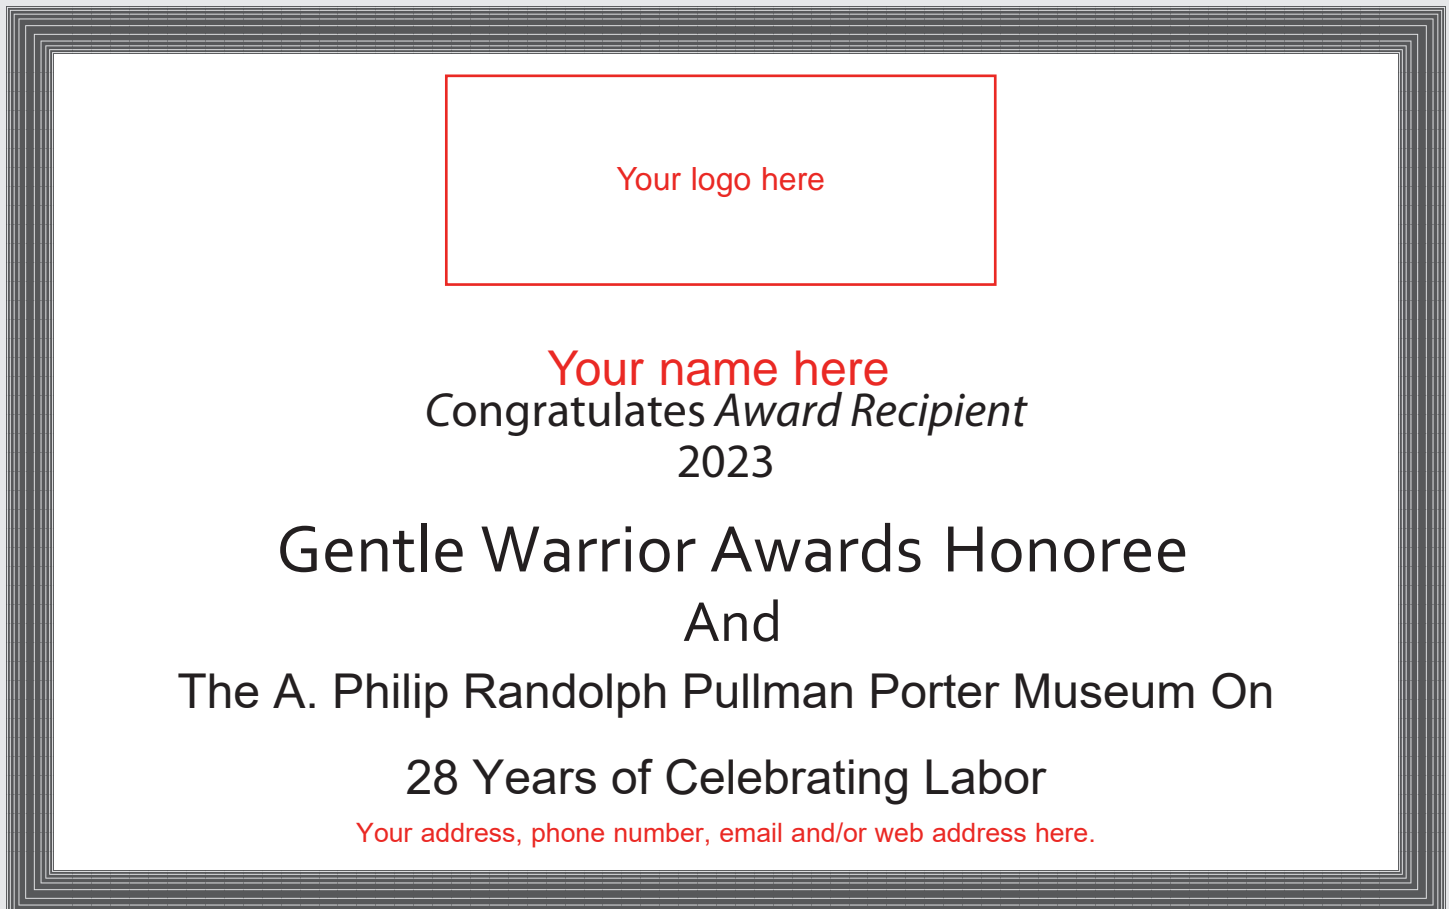 Your logo here
Your name here
Congratulates Award Recipient
2023
Gentle Warrior Awards Honoree
And
The A. Philip Randolph Pullman Porter Museum On
28 Years of Celebrating Labor
Your address, phone number, email and/or web address here.